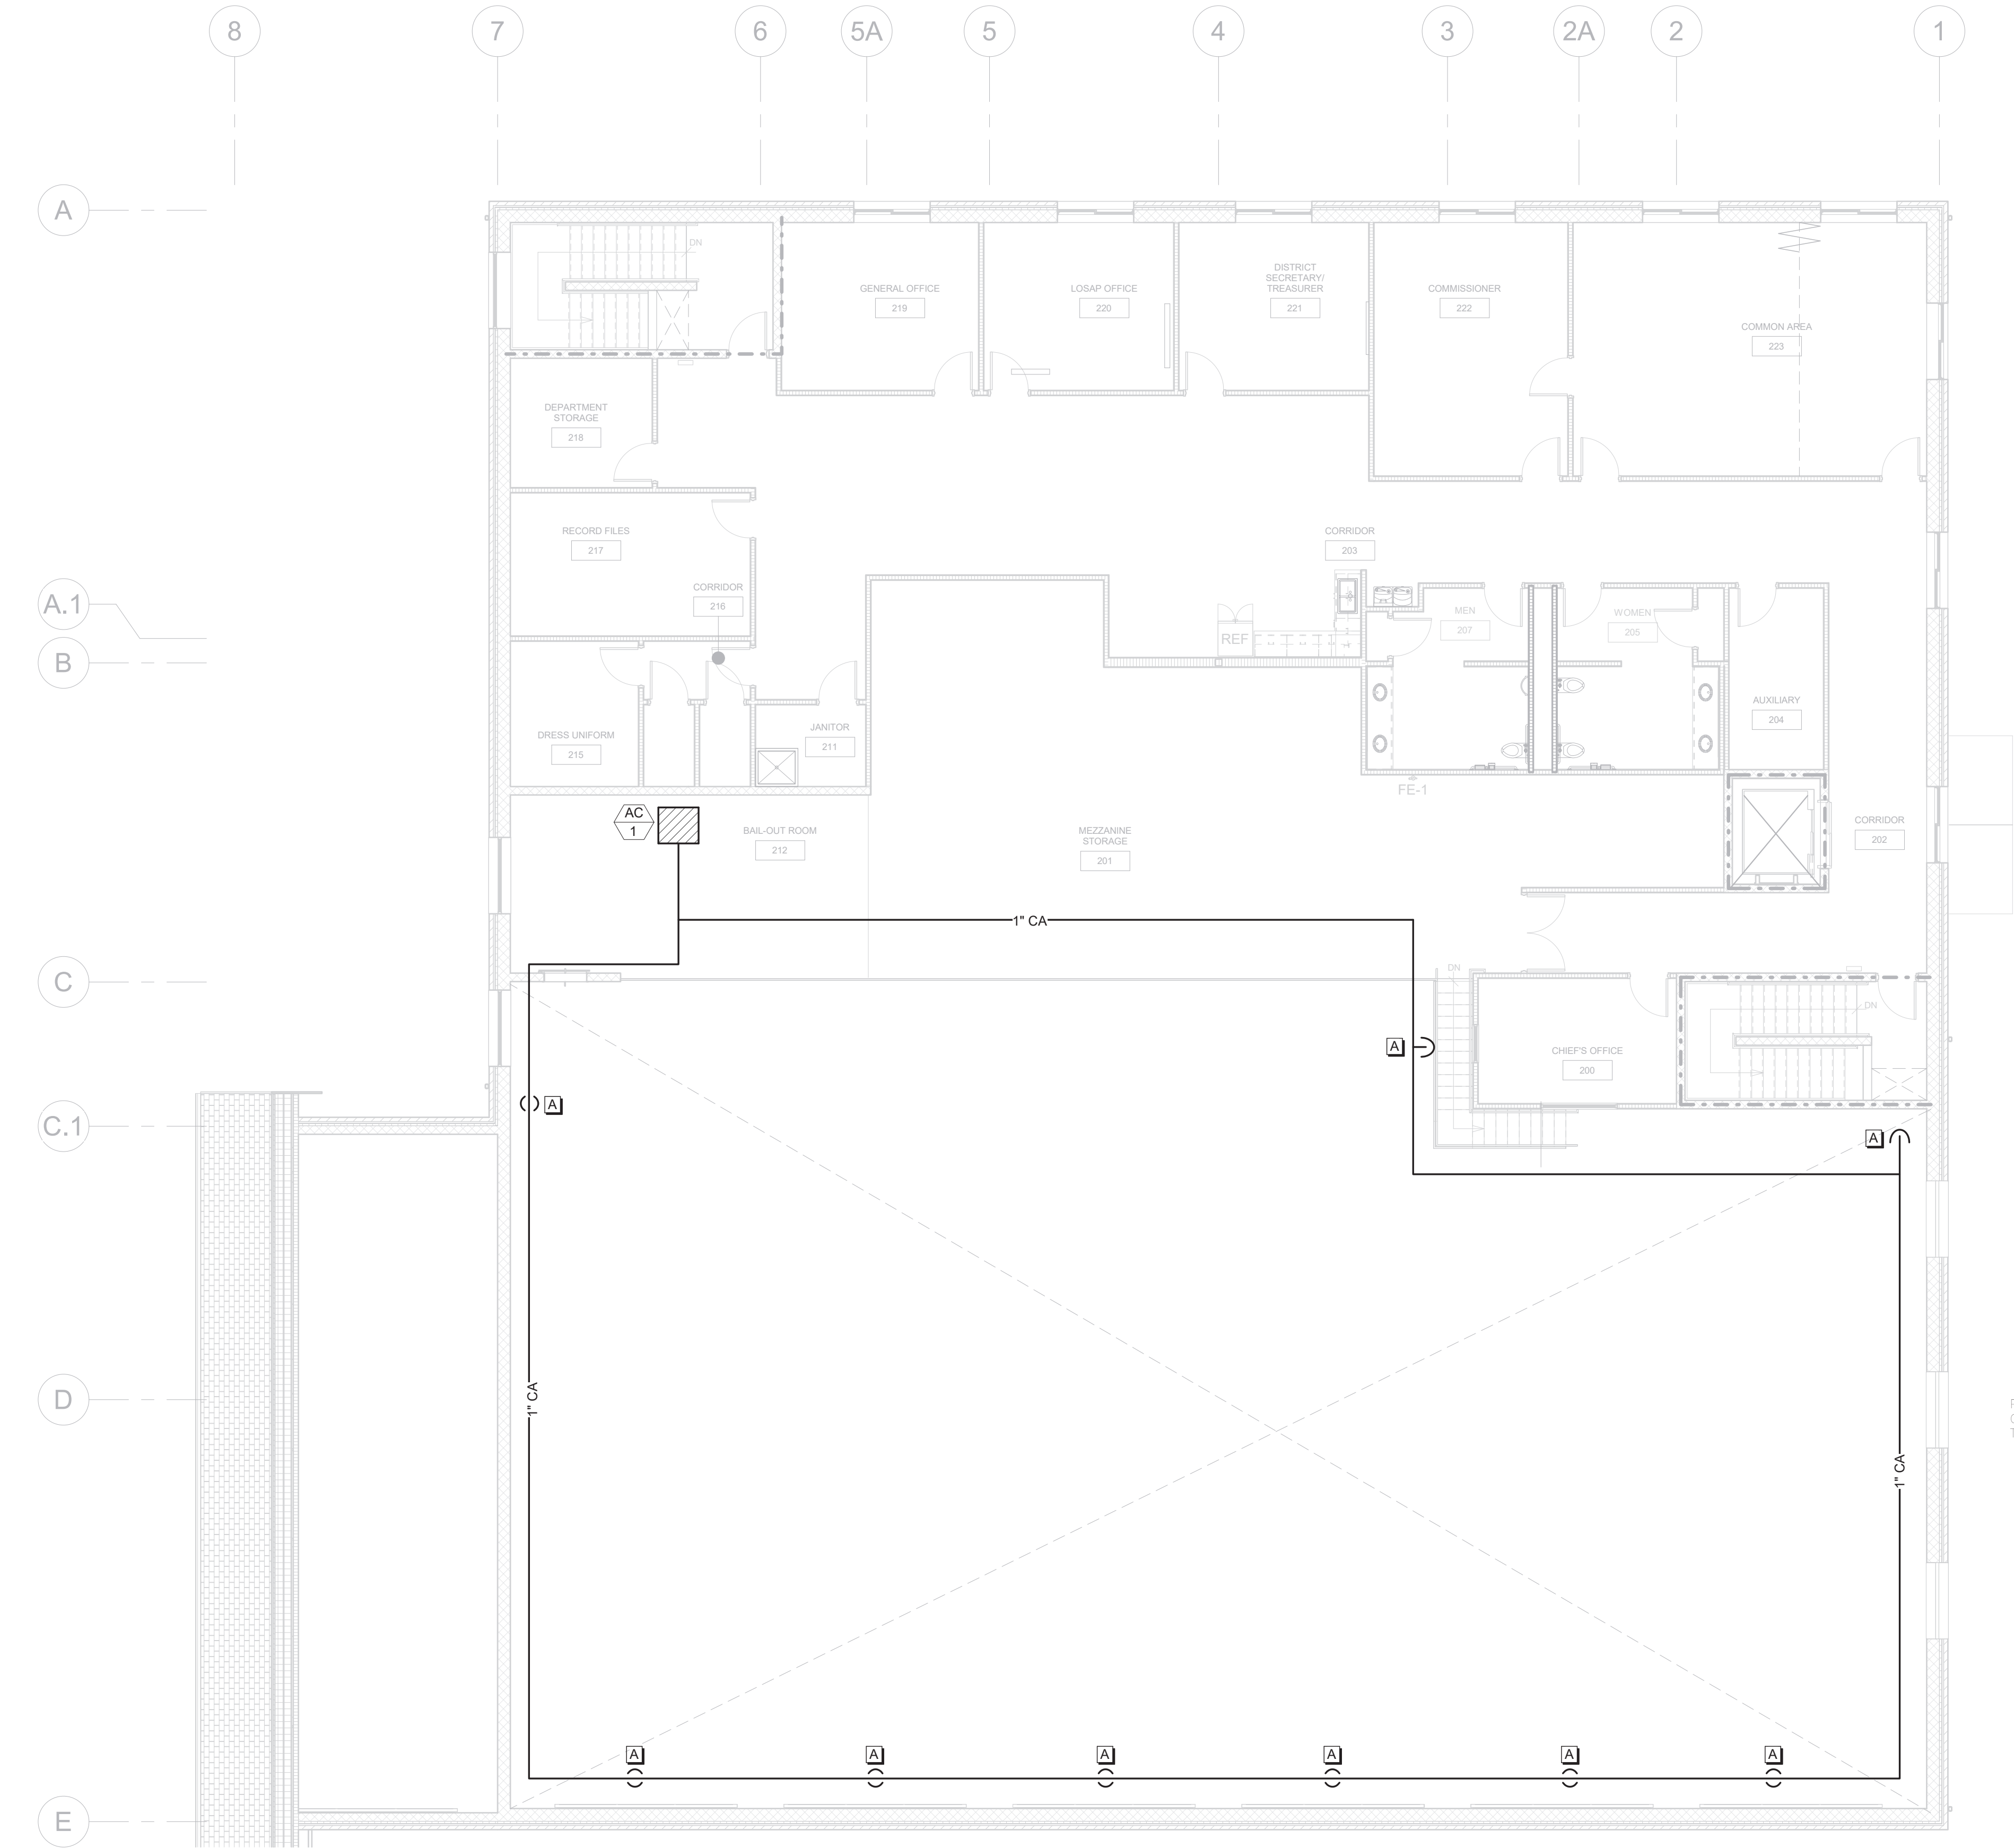 8 7 6 5A 5 4 3 2A 2 1
A
DN
DISTRICT
SECRETARY/
TREASURER
GENERAL OFFICE
LOSAP OFFICE
COMMISSIONER
219
220
221
222
COMMON AREA
223
DEPARTMENT
STORAGE
218
RECORD FILES
217
CORRIDOR
203
CORRIDOR
216
A.1
MEN
207
WOMEN
205
REF
B
AUXILIARY
204
JANITOR
211
DRESS UNIFORM
215
FE-1
AC
1
BAIL-OUT ROOM
212
MEZZANINE
STORAGE
201
CORRIDOR
202
1" CA
C
DN
DN
A
CHIEF'S OFFICE
200
A
C.1
A
D
1" CA
1" CA
A A A A A A
E